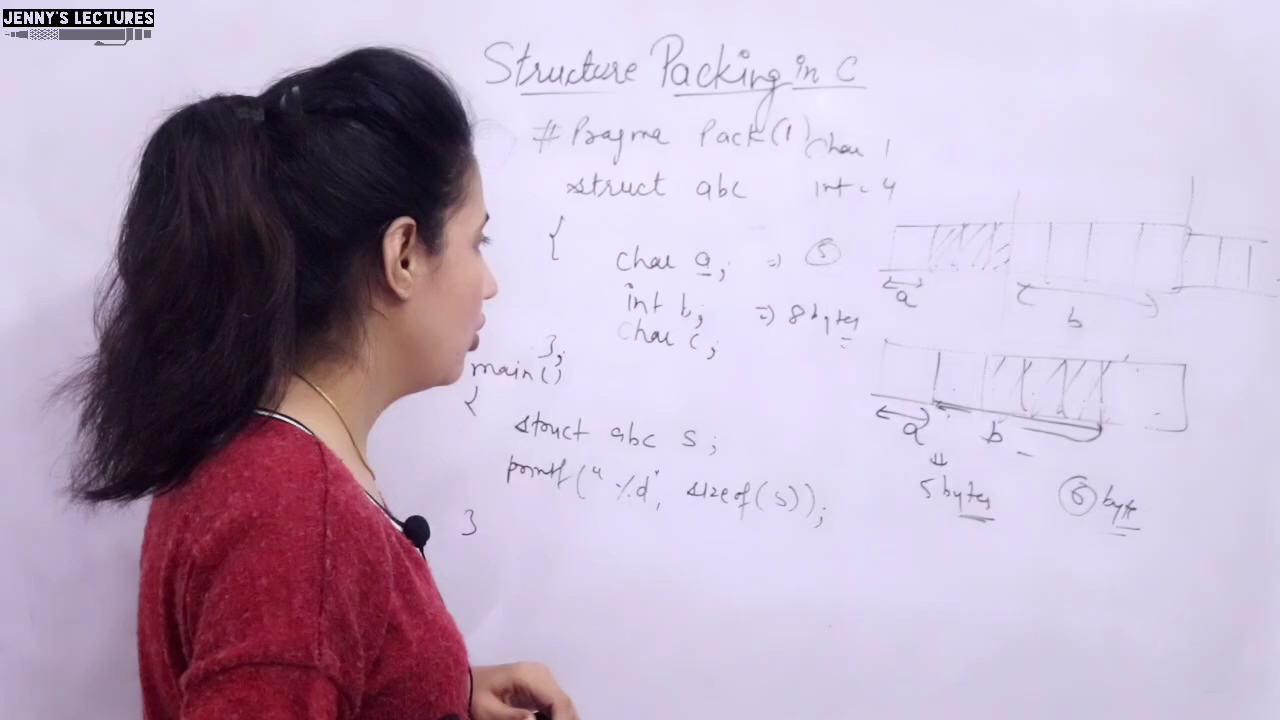 JENNY'S LECTURES
Structure Packing in C
# Pragma Pack(1)
char 1
struct abc
int = 4
{
char a; => 5
int b; => 8 bytes
char c;
};
main()
{
struct abc s;
printf("%d", sizeof(s));
}
a
b
a
b
5 bytes
6 byte